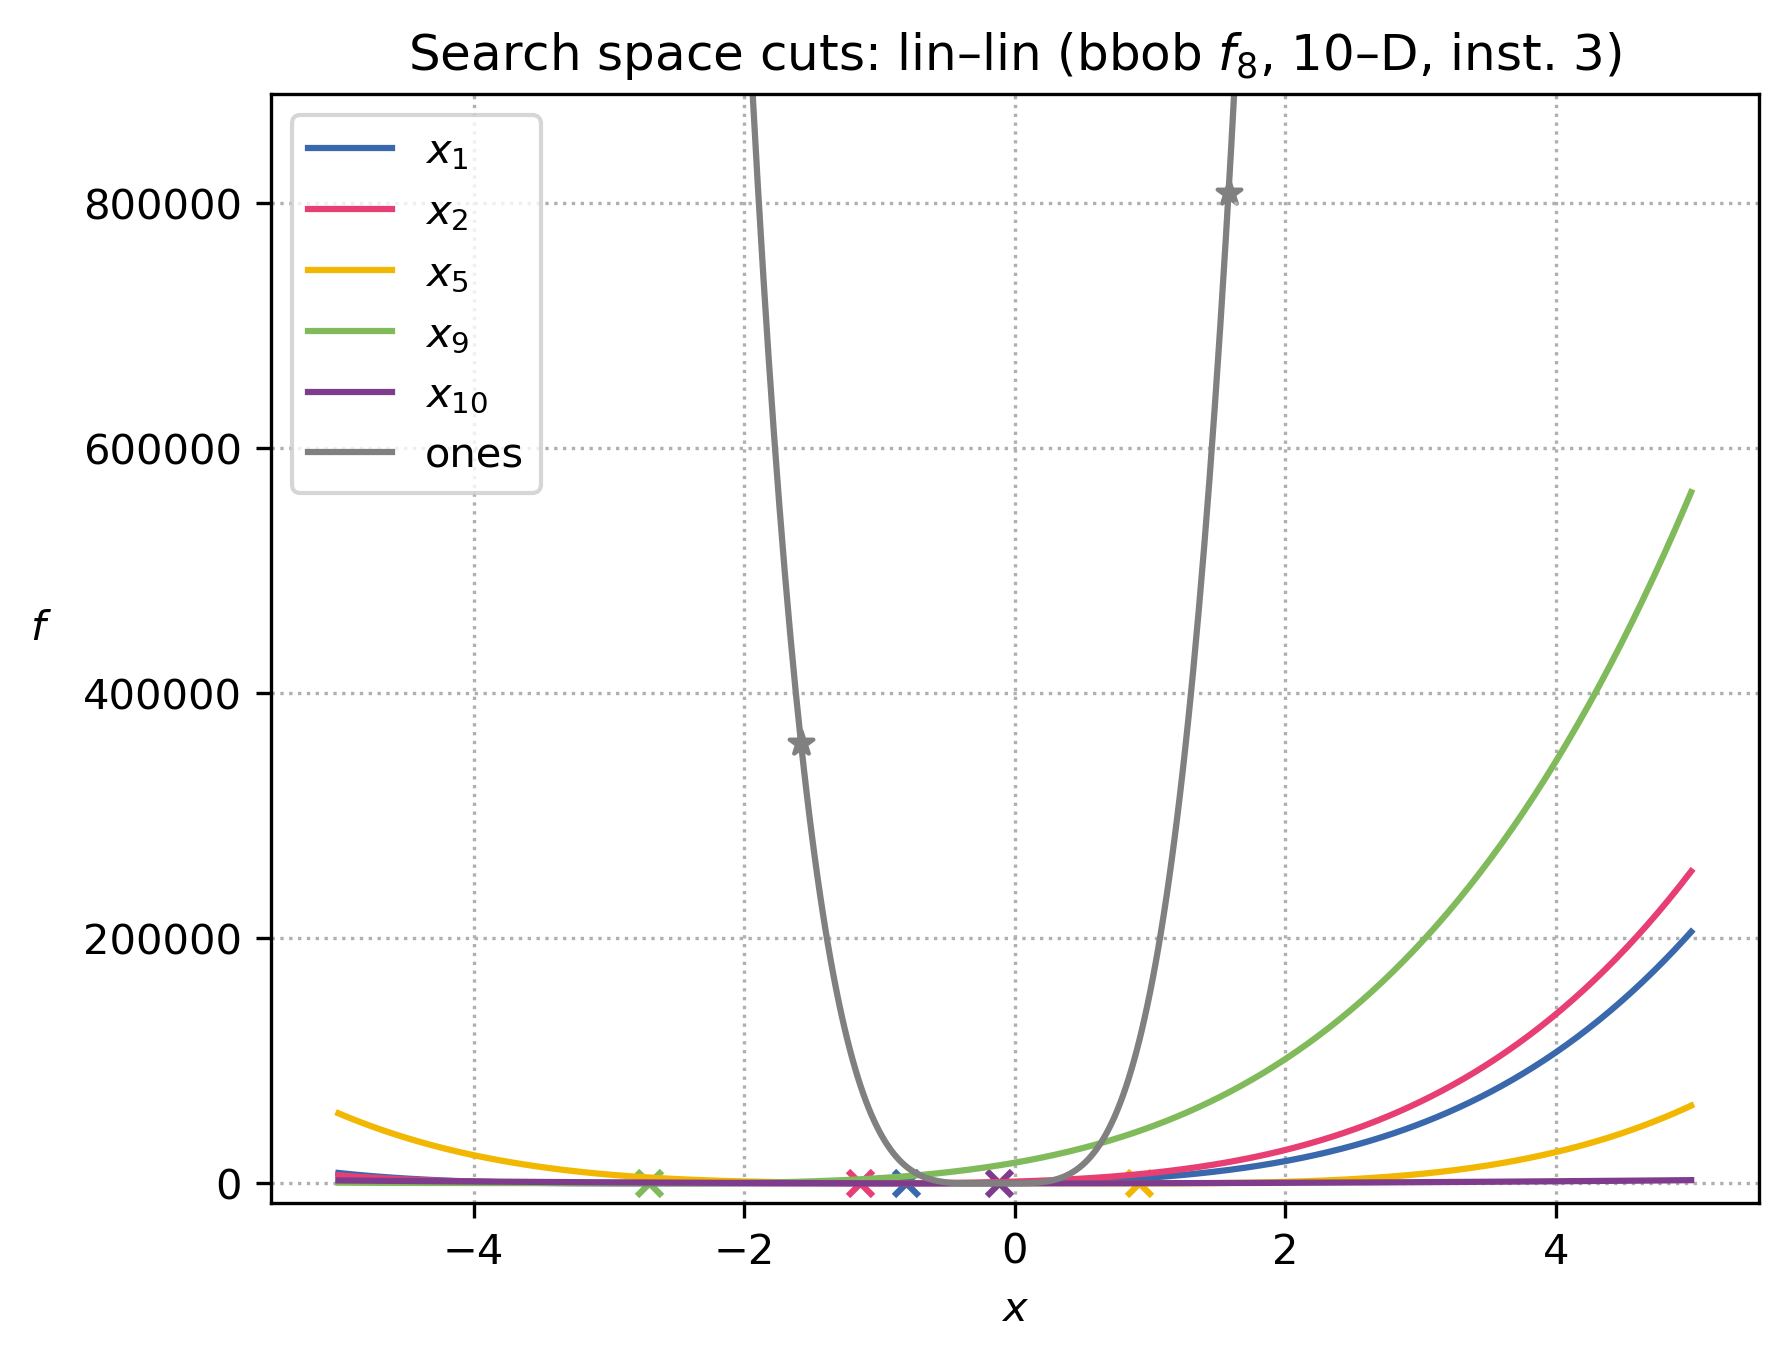 Search space cuts: lin–lin (bbob f₈, 10–D, inst. 3)
x₁
x₂
x₅
x₉
x₁₀
ones
800000
600000
400000
200000
0
f
−4 −2 0 2 4
x